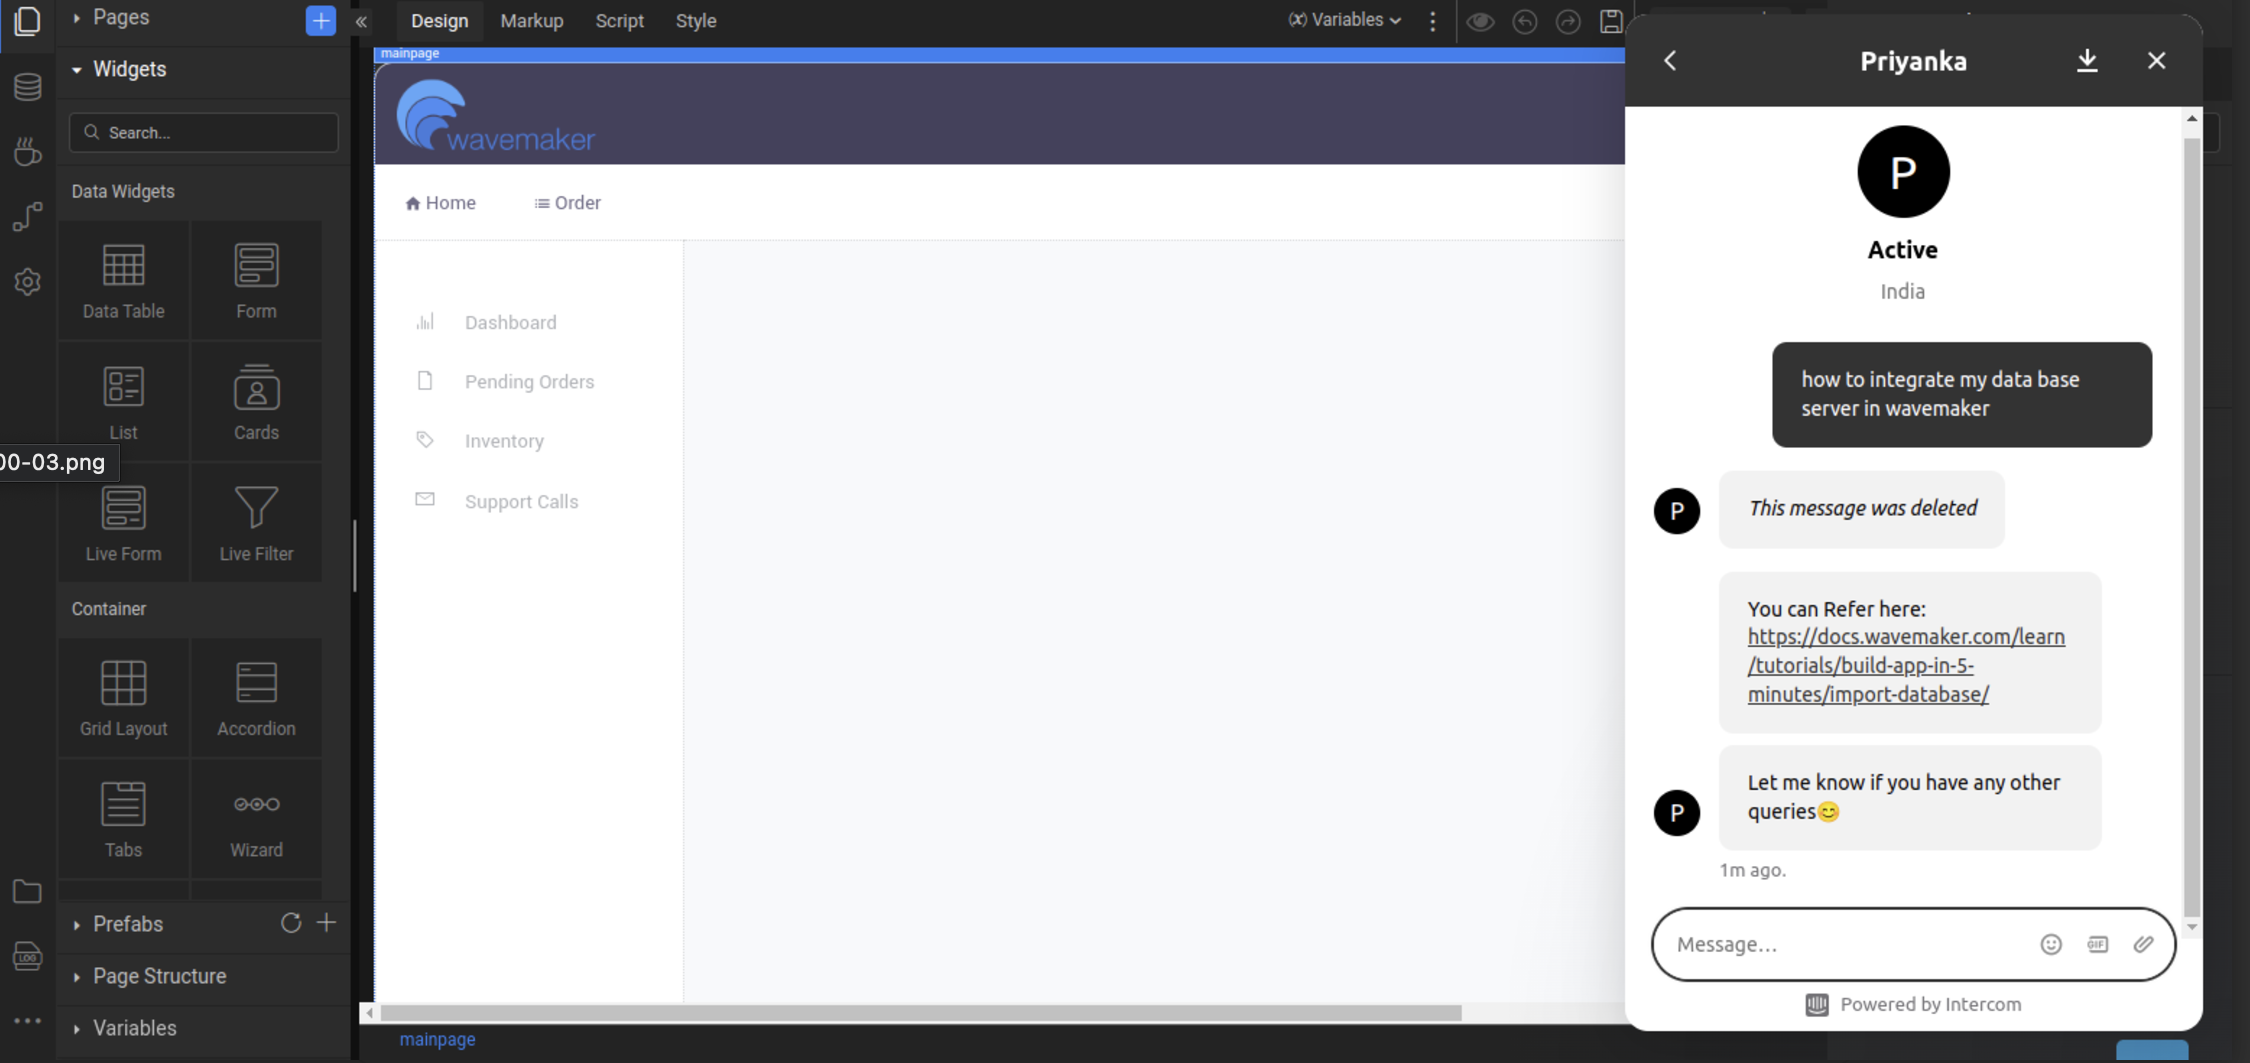 Pages
Widgets
Search...
Data Widgets
Data Table
Form
List
Cards
00-03.png
Live Form
Live Filter
Container
Grid Layout
Accordion
Tabs
Wizard
Prefabs
LOG
Page Structure
Variables
Design
Markup
Script
Style
(x) Variables
mainpage
wavemaker
Home
Order
Dashboard
Pending Orders
Inventory
Support Calls
mainpage
Priyanka
P
Active
India
how to integrate my data base
server in wavemaker
P
This message was deleted
You can Refer here:
https://docs.wavemaker.com/learn
/tutorials/build-app-in-5-
minutes/import-database/
P
Let me know if you have any other
queries😊
1m ago.
Message...
GIF
Powered by Intercom